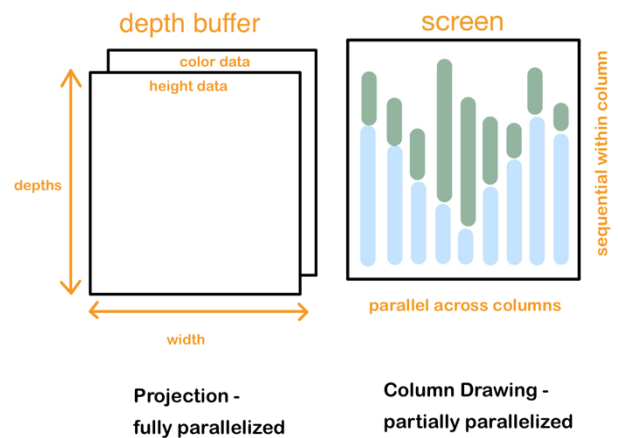 depth buffer
color data
height data
depths
width
Projection -
fully parallelized
screen
sequential within column
parallel across columns
Column Drawing -
partially parallelized